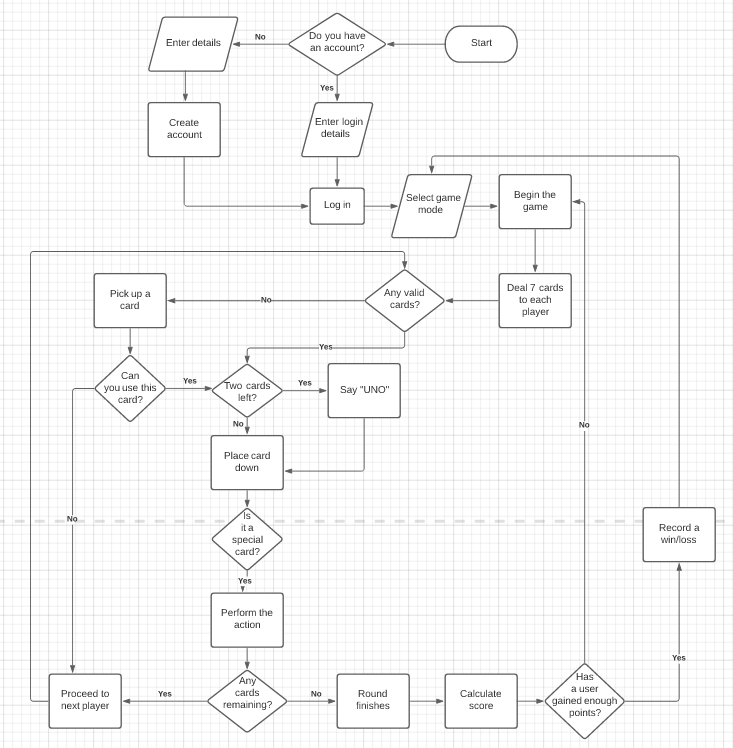 Start
Do you have
an account?
No
Enter details
Yes
Create
account
Enter login
details
Log in
Select game
mode
Begin the
game
Deal 7 cards
to each
player
Any valid
cards?
No
Pick up a
card
Yes
Can
you use this
card?
Yes
Two cards
left?
Yes
Say "UNO"
No
Place card
down
No
Is
it a
special
card?
Yes
Perform the
action
Any
cards
remaining?
Yes
Proceed to
next player
No
Round
finishes
Calculate
score
Has
a user
gained enough
points?
No
Yes
Record a
win/loss